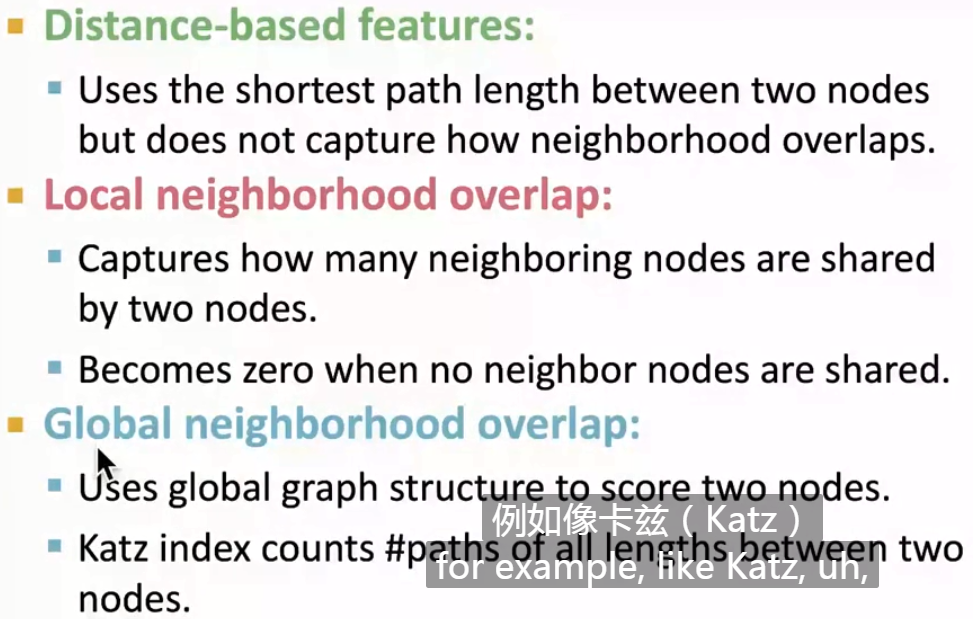 Distance-based features:
Uses the shortest path length between two nodes
but does not capture how neighborhood overlaps.
Local neighborhood overlap:
Captures how many neighboring nodes are shared
by two nodes.
Becomes zero when no neighbor nodes are shared.
Global neighborhood overlap:
Uses global graph structure to score two nodes.
例如像卡兹（Katz）
Katz index counts #paths of all lengths between two
for example, like Katz, uh,
nodes.